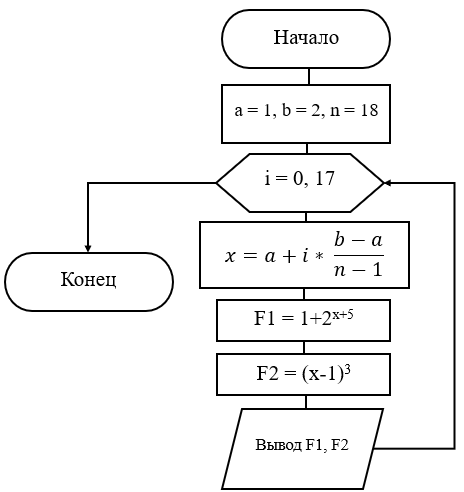 Начало
a = 1, b = 2, n = 18
i = 0, 17
x = a + i * (b − a)/(n − 1)
Конец
F1 = 1+2^(x+5)
F2 = (x-1)³
Вывод F1, F2